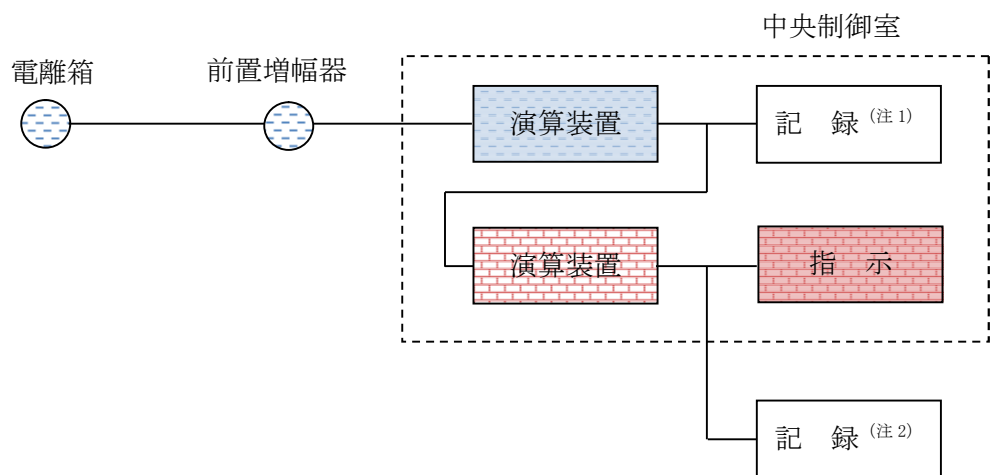 中央制御室
電離箱
前置増幅器
演算装置
記 録 (注1)
演算装置
指 示
記 録 (注2)